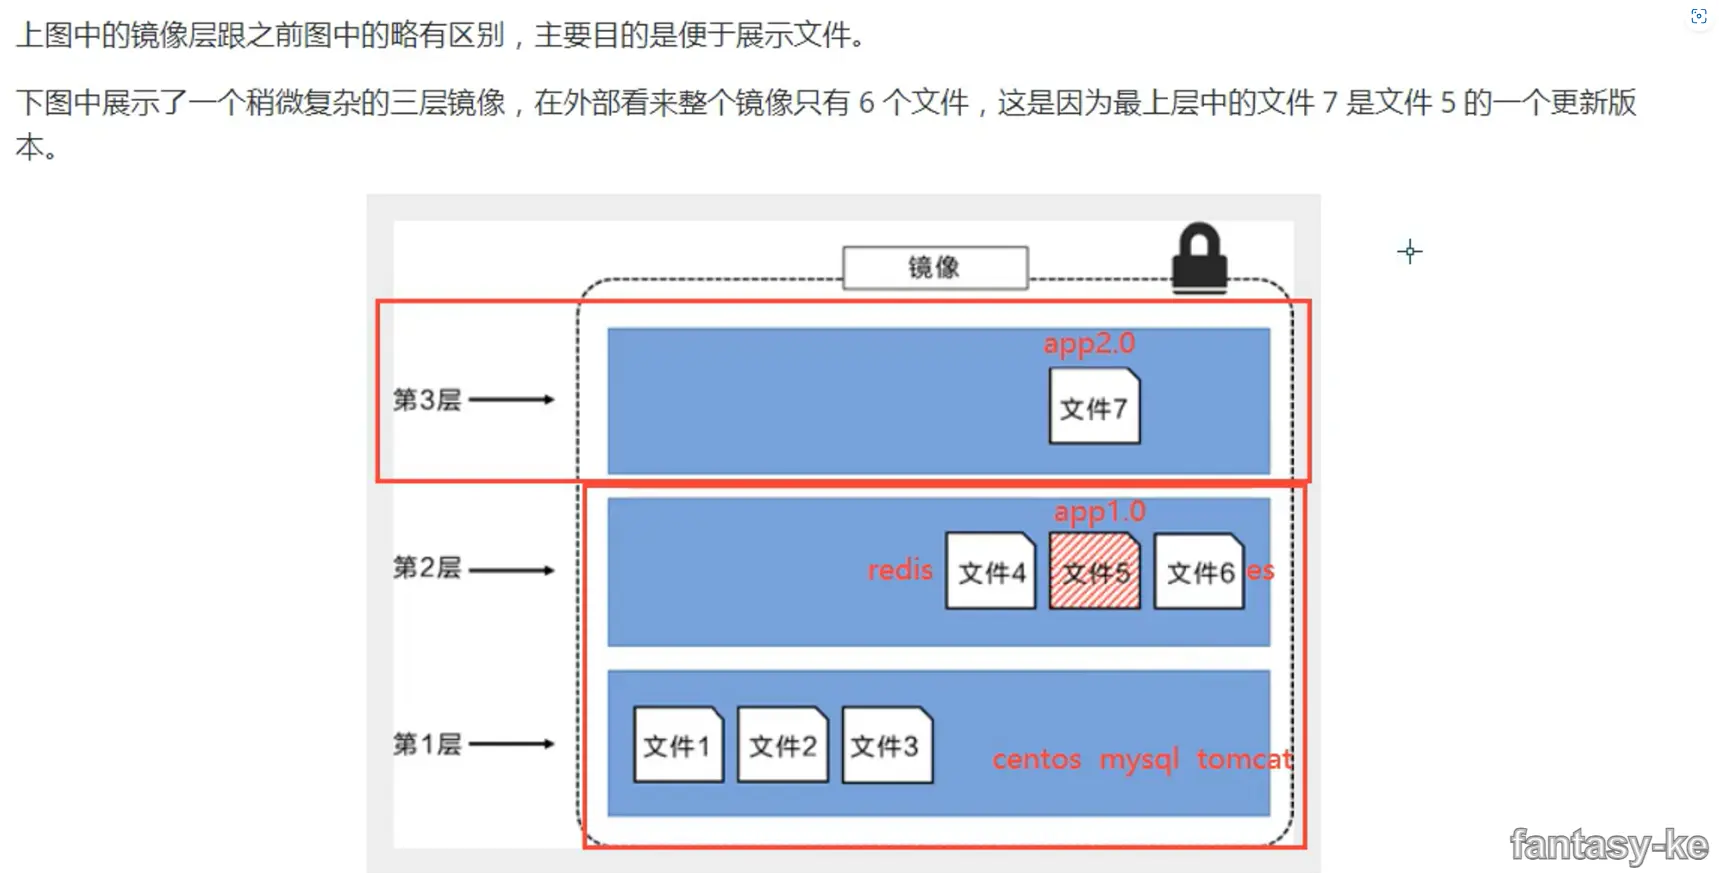 上图中的镜像层跟之前图中的略有区别，主要目的是便于展示文件。
下图中展示了一个稍微复杂的三层镜像，在外部看来整个镜像只有 6 个文件，这是因为最上层中的文件 7 是文件 5 的一个更新版
本。
镜像
app2.0
第3层
文件7
app1.0
第2层
redis
文件4
文件5
文件6
es
第1层
文件1
文件2
文件3
centos mysql tomcat
fantasy-ke